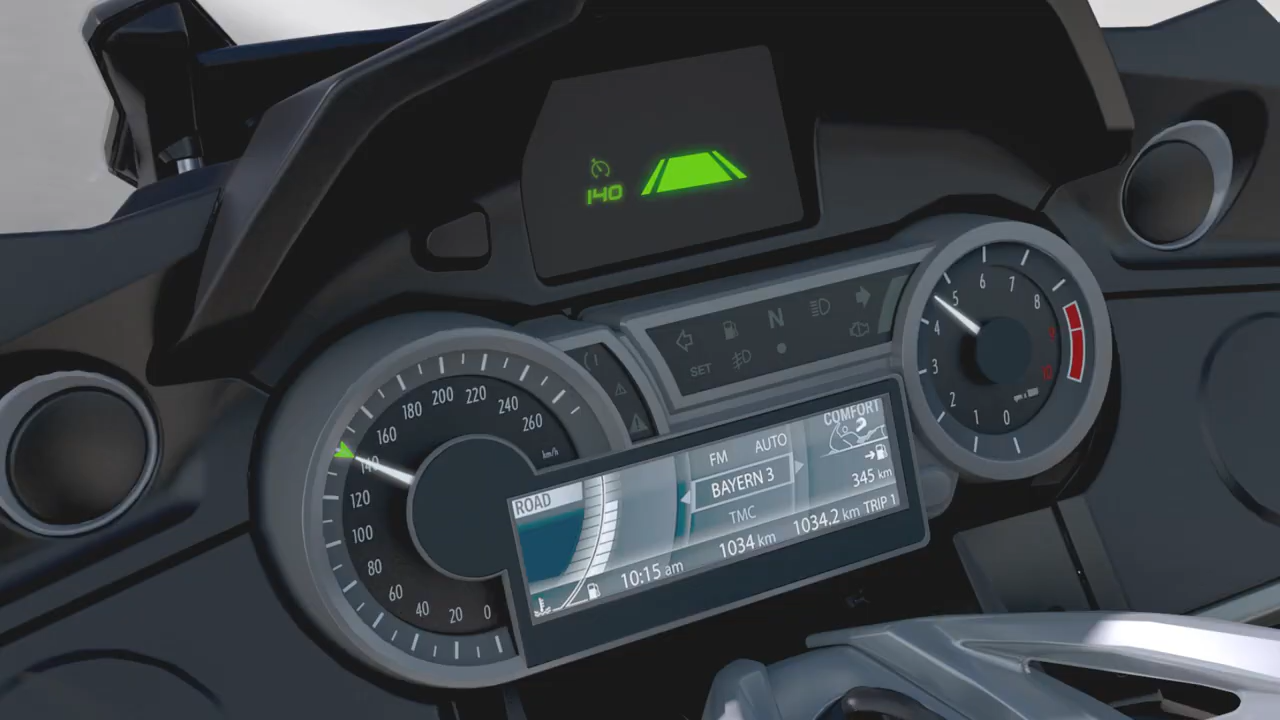 140
SET
N
0 20 40 60 80 100 120 140 160 180 200 220 240 260
km/h
0 1 2 3 4 5 6 7 8 9 10
ROAD
FM AUTO
BAYERN 3
TMC
COMFORT
345 km
10:15 am 1034 km 1034.2 km TRIP 1